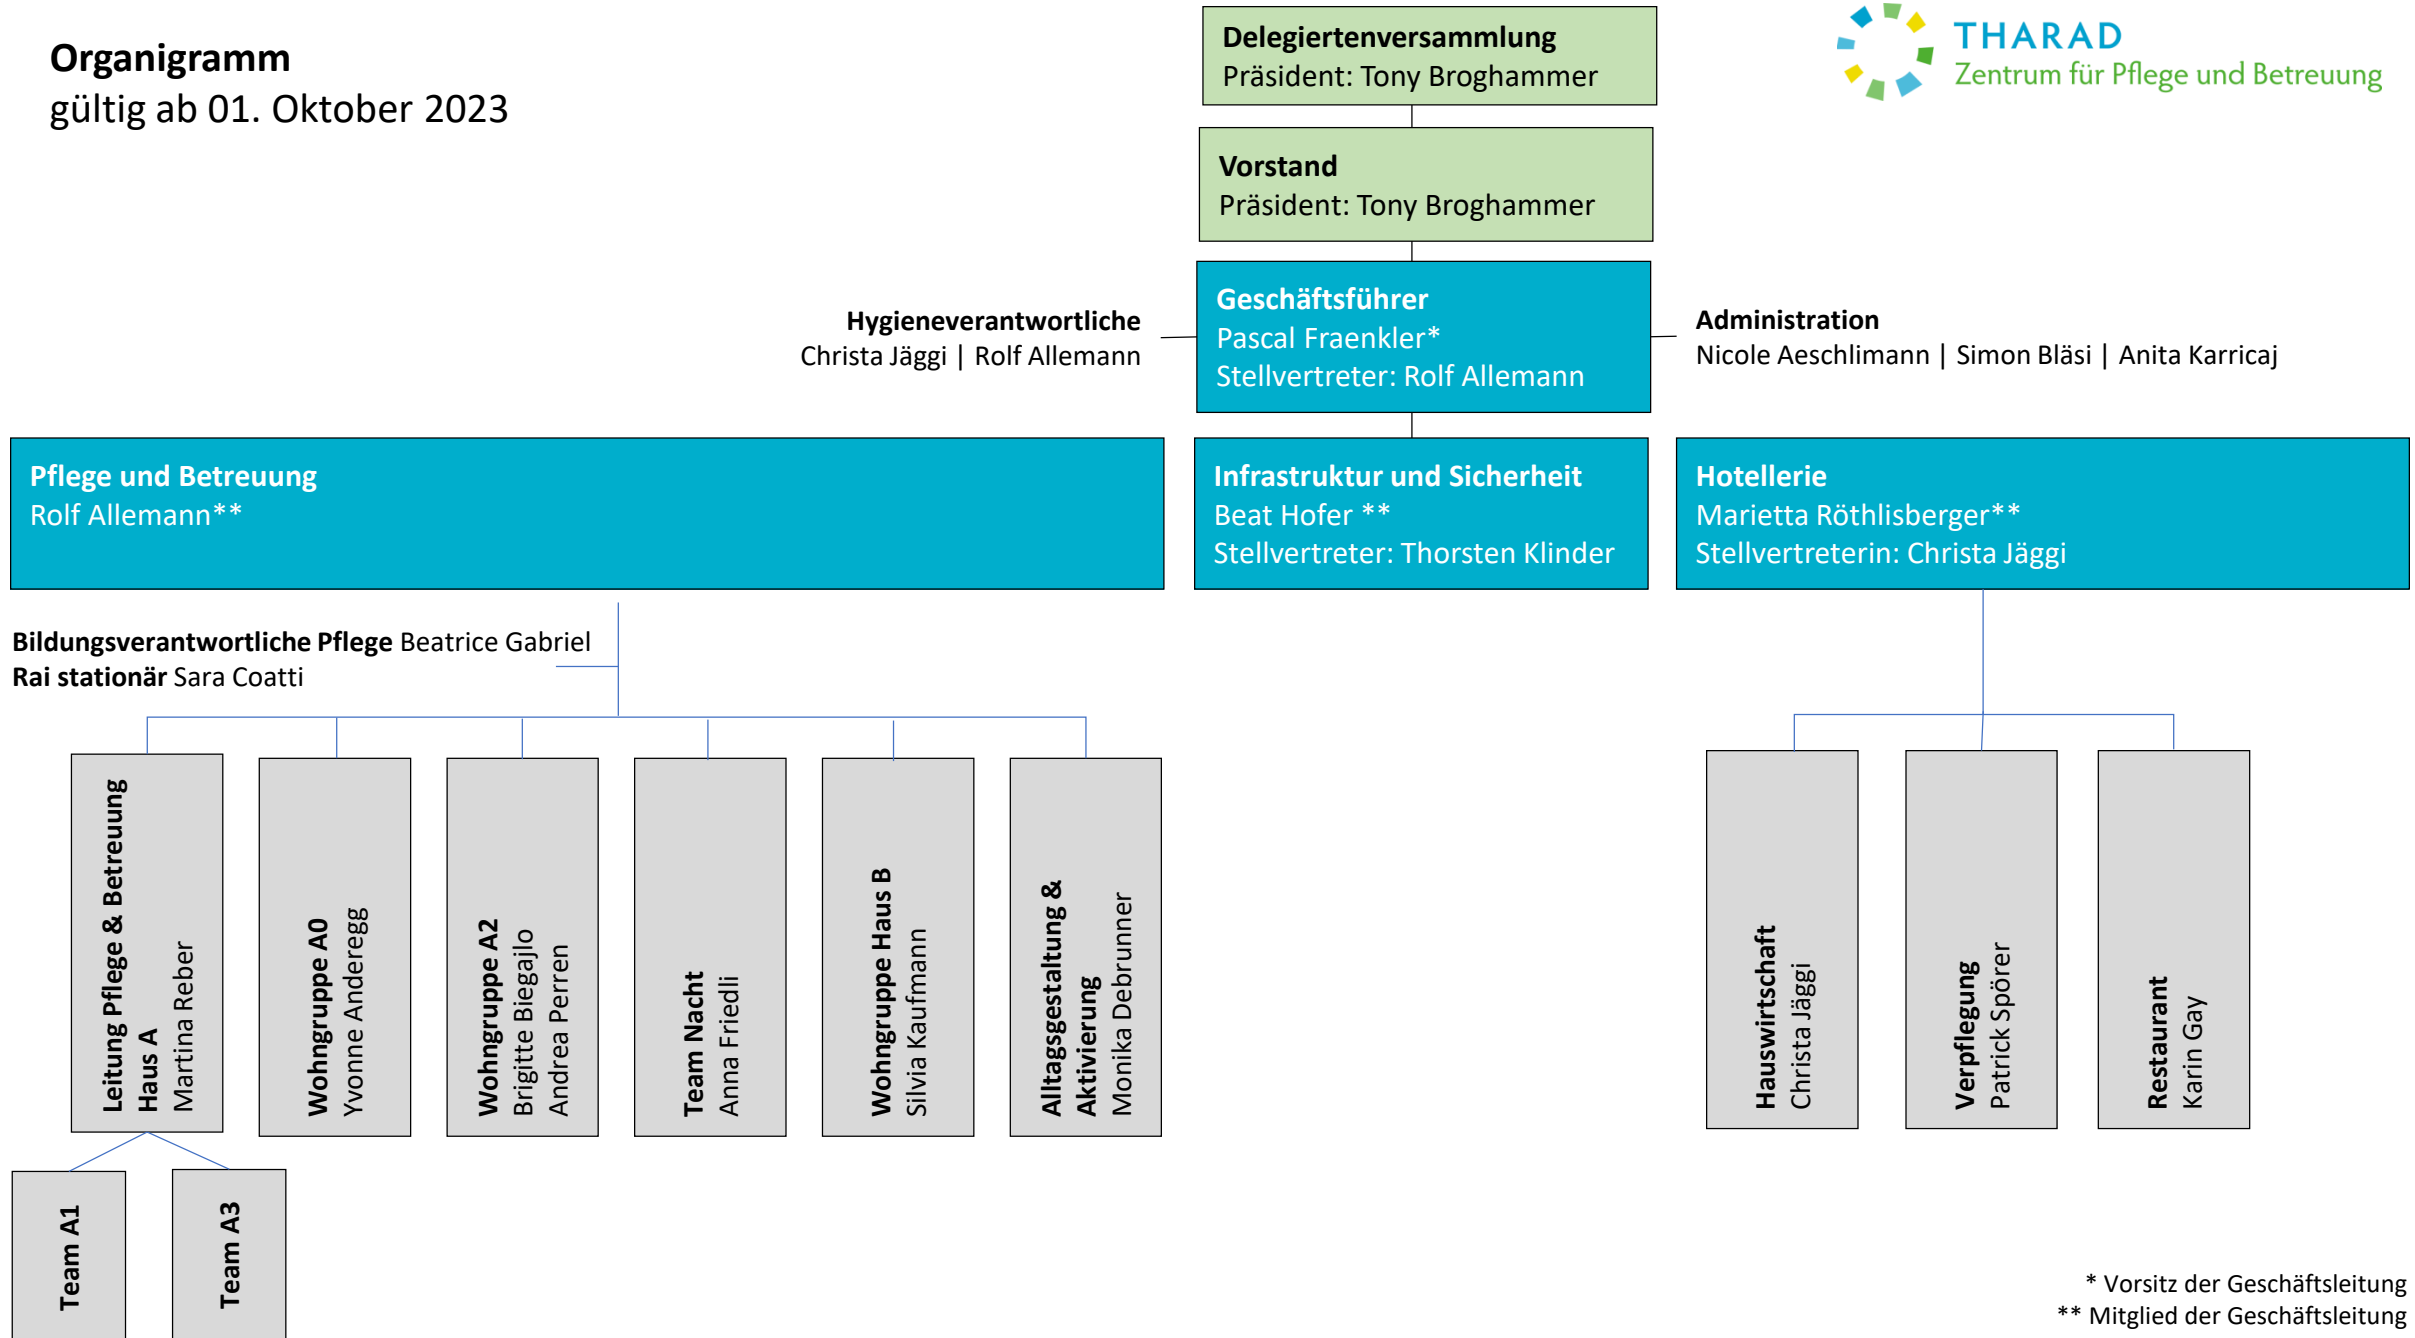 Organigramm
gültig ab 01. Oktober 2023
Delegiertenversammlung
Präsident: Tony Broghammer
THARAD
Zentrum für Pflege und Betreuung
Vorstand
Präsident: Tony Broghammer
Hygieneverantwortliche
Christa Jäggi | Rolf Allemann
Geschäftsführer
Pascal Fraenkler*
Stellvertreter: Rolf Allemann
Administration
Nicole Aeschlimann | Simon Bläsi | Anita Karricaj
Pflege und Betreuung
Rolf Allemann**
Infrastruktur und Sicherheit
Beat Hofer **
Stellvertreter: Thorsten Klinder
Hotellerie
Marietta Röthlisberger**
Stellvertreterin: Christa Jäggi
Bildungsverantwortliche Pflege Beatrice Gabriel
Rai stationär Sara Coatti
Leitung Pflege & Betreuung
Haus A
Martina Reber
Wohngruppe A0
Yvonne Anderegg
Wohngruppe A2
Brigitte Biegajlo
Andrea Perren
Team Nacht
Anna Friedli
Wohngruppe Haus B
Silvia Kaufmann
Alltagsgestaltung &
Aktivierung
Monika Debrunner
Hauswirtschaft
Christa Jäggi
Verpflegung
Patrick Spörer
Restaurant
Karin Gay
Team A1
Team A3
* Vorsitz der Geschäftsleitung
** Mitglied der Geschäftsleitung